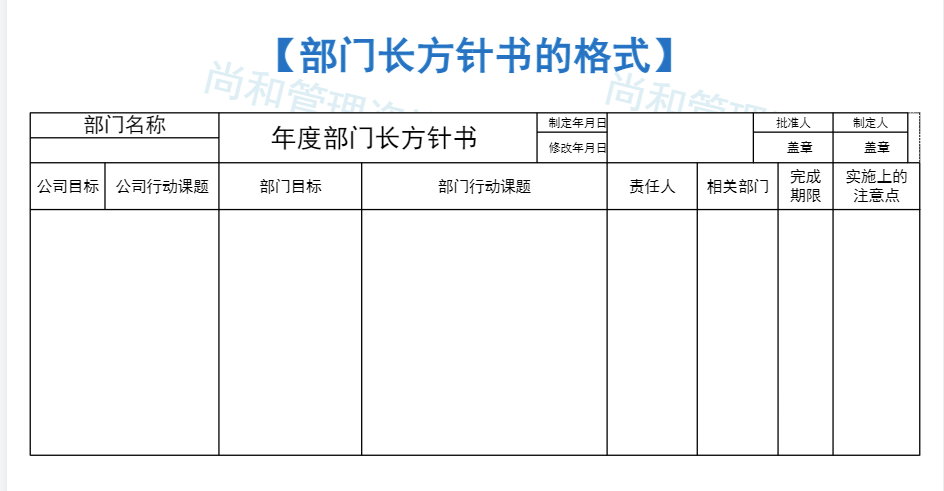 【部门长方针书的格式】
尚和管理咨
尚和管理
部门名称
年度部门长方针书
制定年月日
批准人
制定人
修改年月日
盖章
盖章
公司目标
公司行动课题
部门目标
部门行动课题
责任人
相关部门
完成
期限
实施上的
注意点